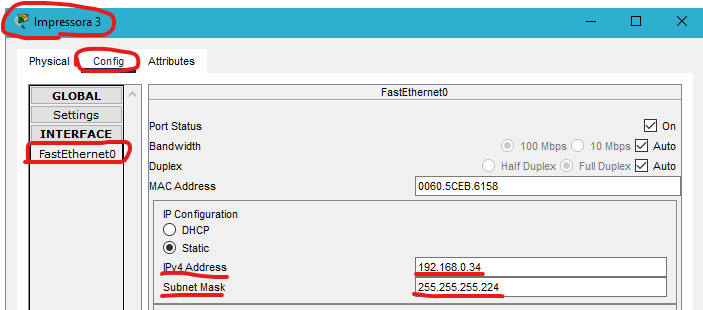 Impressora 3
Physical Config Attributes
GLOBAL
Settings
INTERFACE
FastEthernet0
FastEthernet0
Port Status On
Bandwidth 100 Mbps 10 Mbps Auto
Duplex Half Duplex Full Duplex Auto
MAC Address 0060.5CEB.6158
IP Configuration
DHCP
Static
IPv4 Address 192.168.0.34
Subnet Mask 255.255.255.224